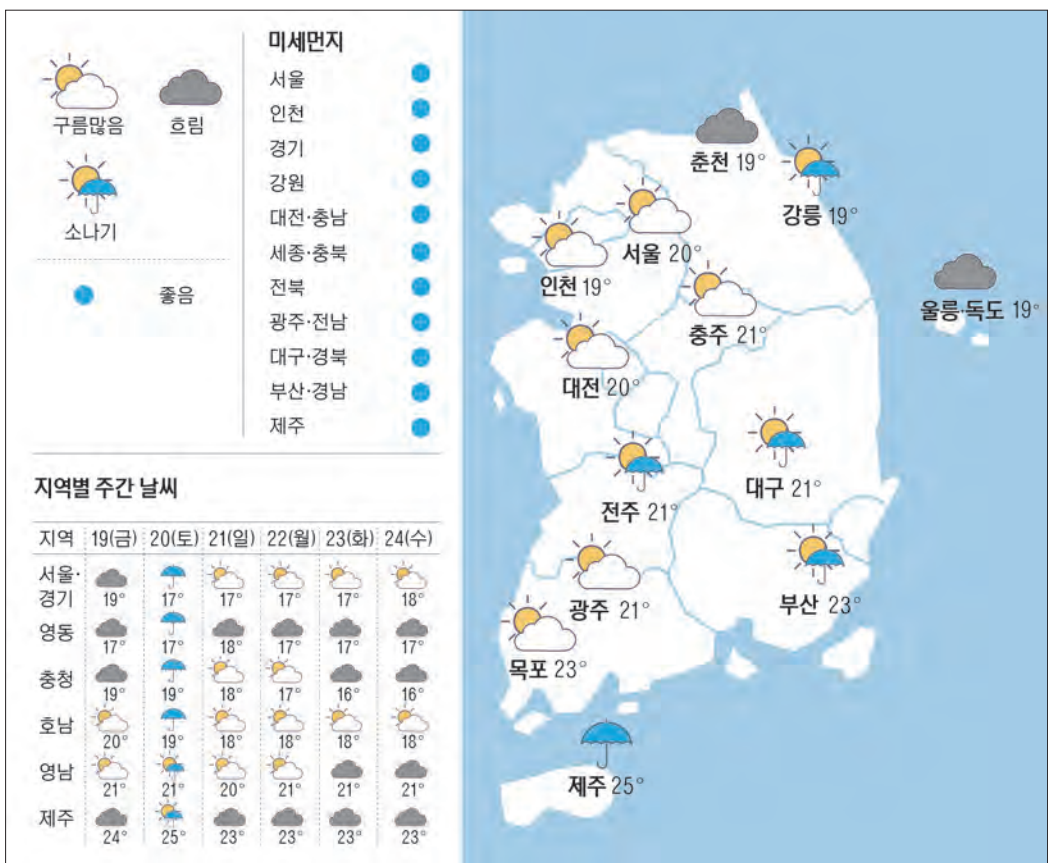 구름많음 흐림
소나기
좋음
미세먼지
서울
인천
경기
강원
대전·충남
세종·충북
전북
광주·전남
대구·경북
부산·경남
제주
지역별 주간 날씨
지역 19(금) 20(토) 21(일) 22(월) 23(화) 24(수)
서울·
경기 19° 17° 17° 17° 17° 18°
영동 17° 17° 18° 17° 17° 17°
충청 19° 19° 18° 17° 16° 16°
호남 20° 19° 18° 18° 18° 18°
영남 21° 21° 20° 21° 21° 21°
제주 24° 25° 23° 23° 23° 23°
춘천 19°
강릉 19°
서울 20°
인천 19°
울릉·독도 19°
충주 21°
대전 20°
대구 21°
전주 21°
광주 21°
부산 23°
목포 23°
제주 25°